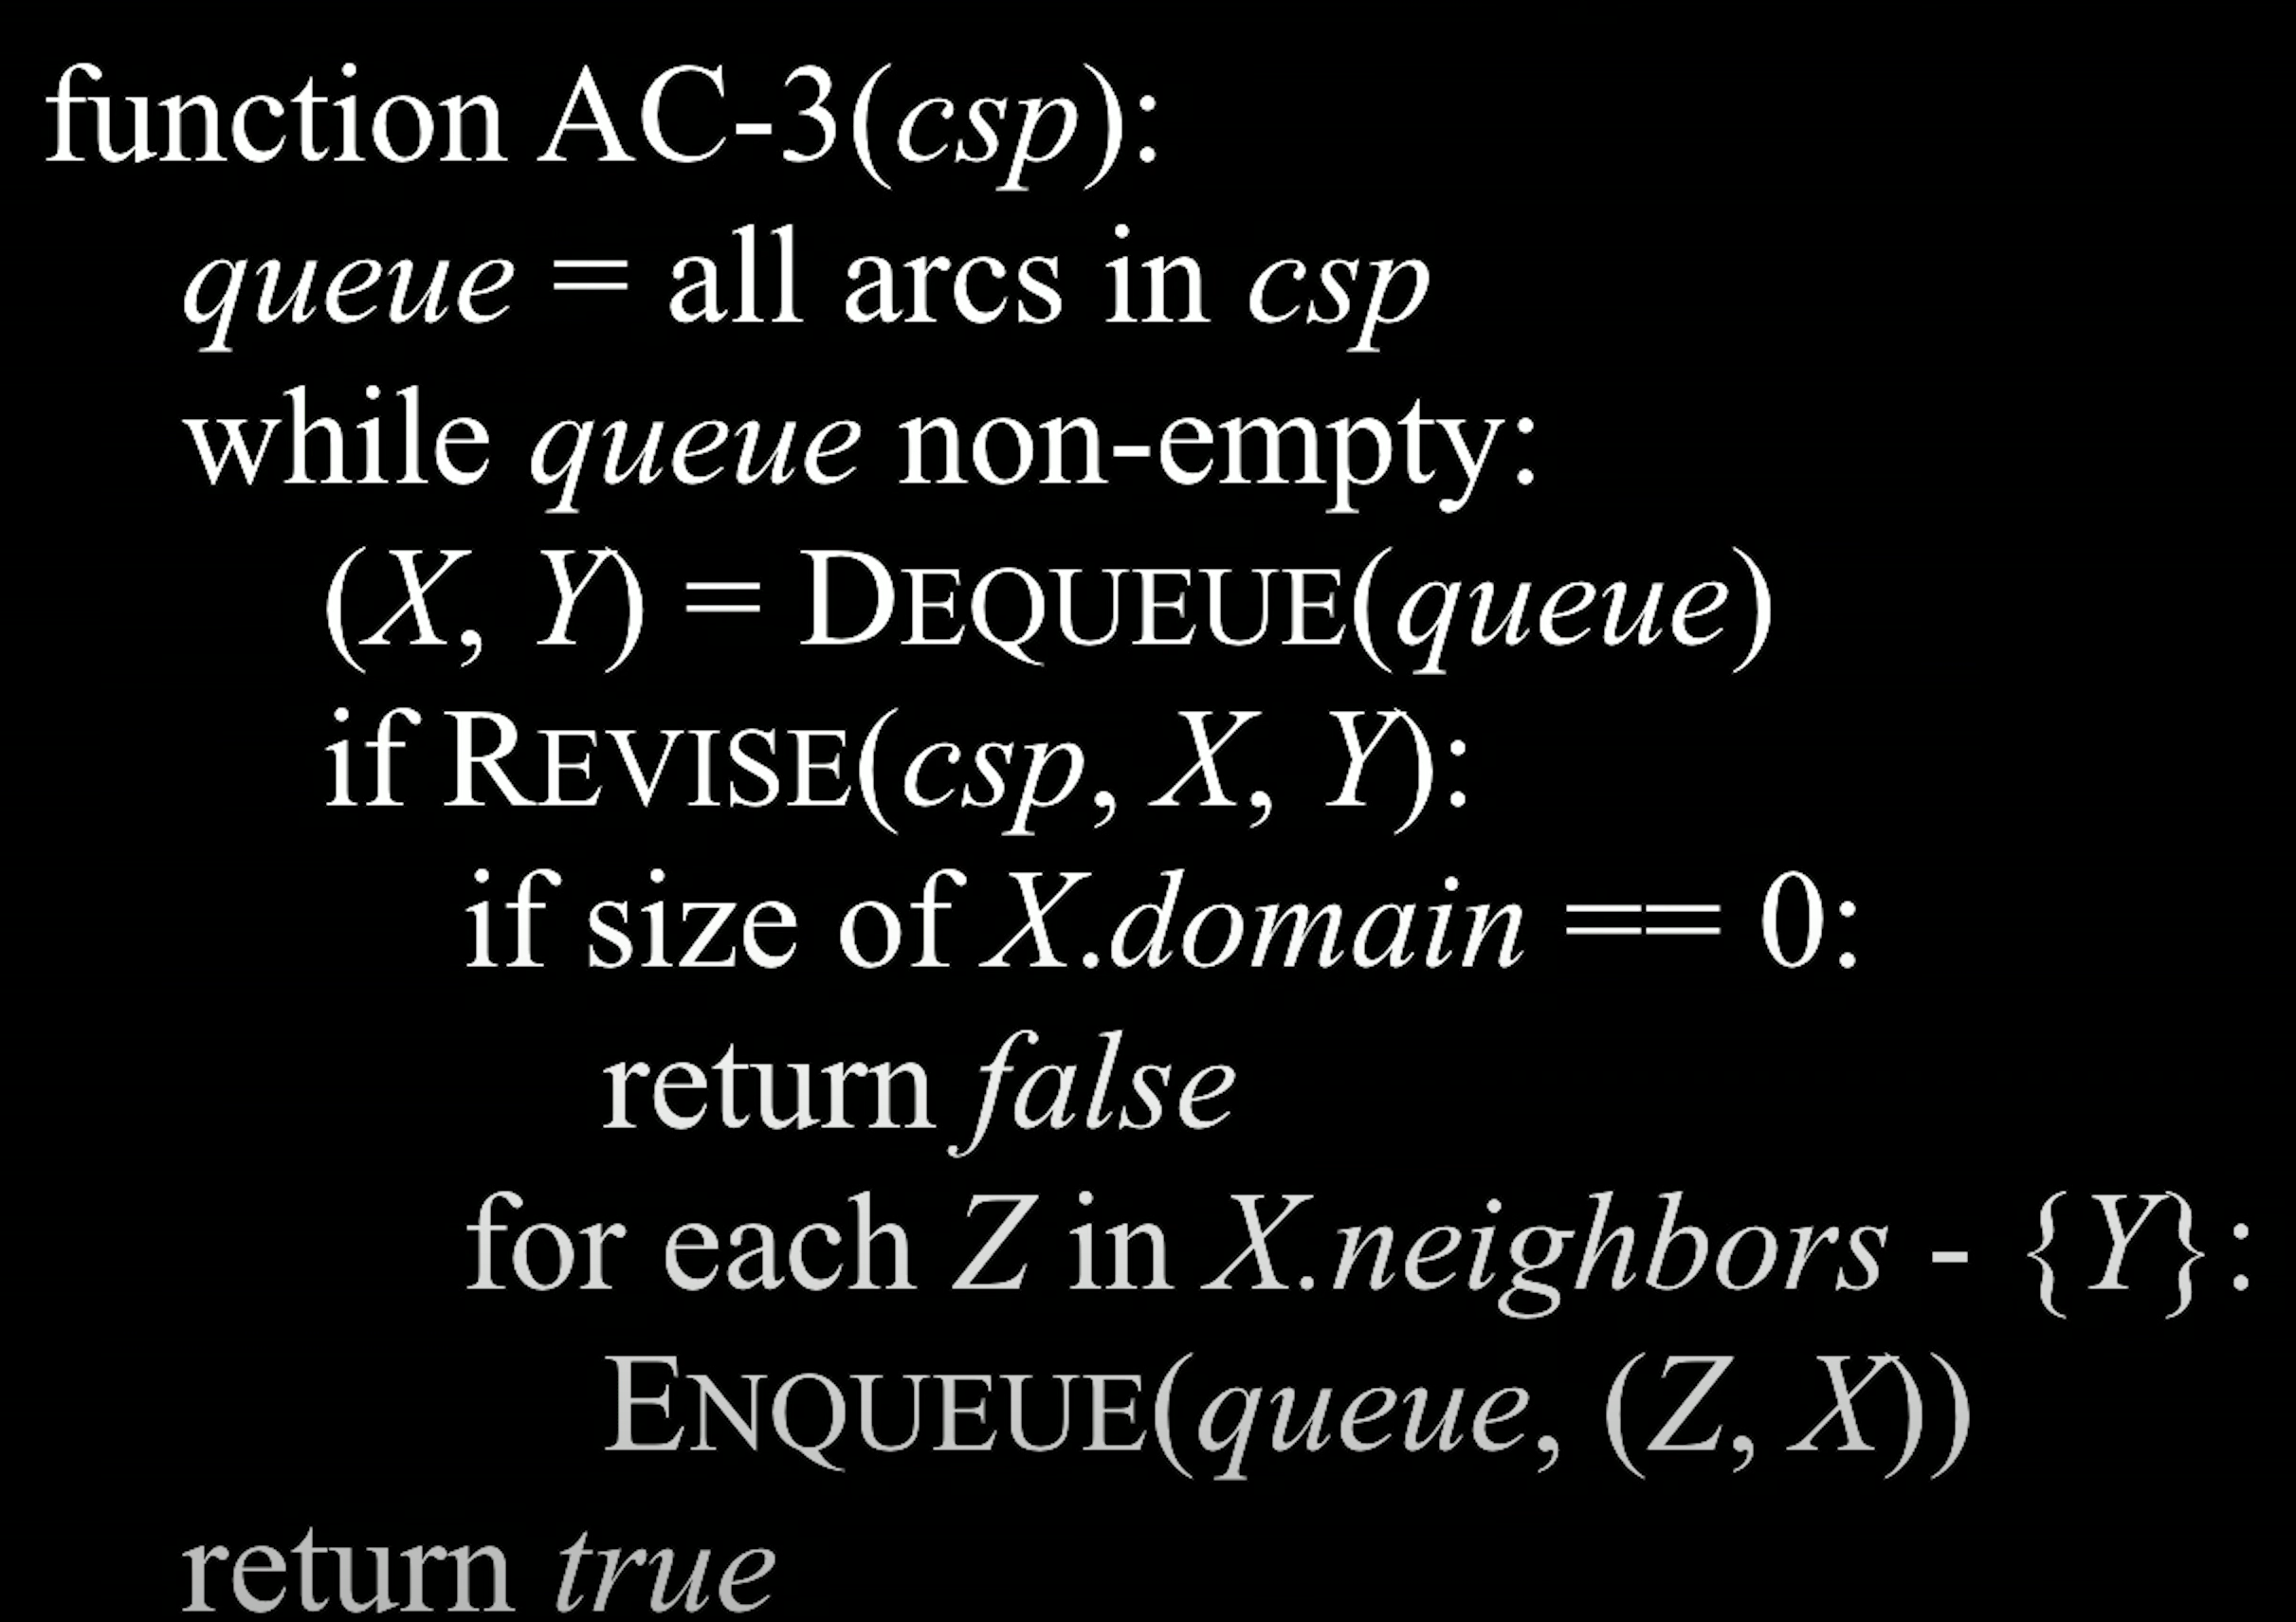 function AC-3(csp):
queue = all arcs in csp
while queue non-empty:
(X, Y) = DEQUEUE(queue)
if REVISE(csp, X, Y):
if size of X.domain == 0:
return false
for each Z in X.neighbors - {Y}:
ENQUEUE(queue, (Z, X))
return true